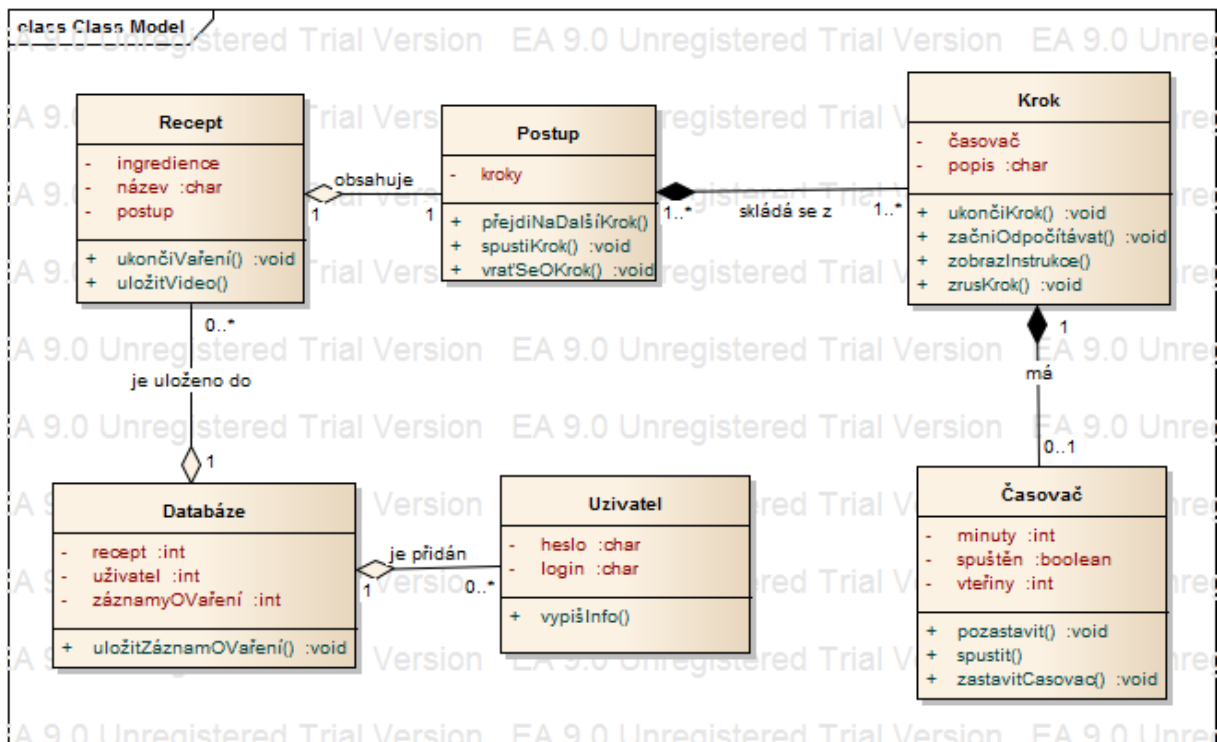 class Class Model
EA 9.0 Unregistered Trial Version EA 9.0 Unregistered Trial Version EA 9.0 Unreg
Recept
- ingredience
- název :char
- postup
+ ukončiVaření() :void
+ uložitVideo()
obsahuje
1
1
Postup
- kroky
+ přejdiNaDalšíKrok()
+ spustiKrok() :void
+ vraťSeOKrok() :void
1..*
skládá se z
1..*
Krok
- časovač
- popis :char
+ ukončiKrok() :void
+ začniOdpočítávat() :void
+ zobrazInstrukce()
+ zrusKrok() :void
0..*
je uloženo do
1
1
má
0..1
Databáze
- recept :int
- uživatel :int
- záznamyOVaření :int
+ uložitZáznamOVaření() :void
je přidán
1
0..*
Uzivatel
- heslo :char
- login :char
+ vypišInfo()
Časovač
- minuty :int
- spuštěn :boolean
- vteřiny :int
+ pozastavit() :void
+ spustit()
+ zastavitCasovac() :void